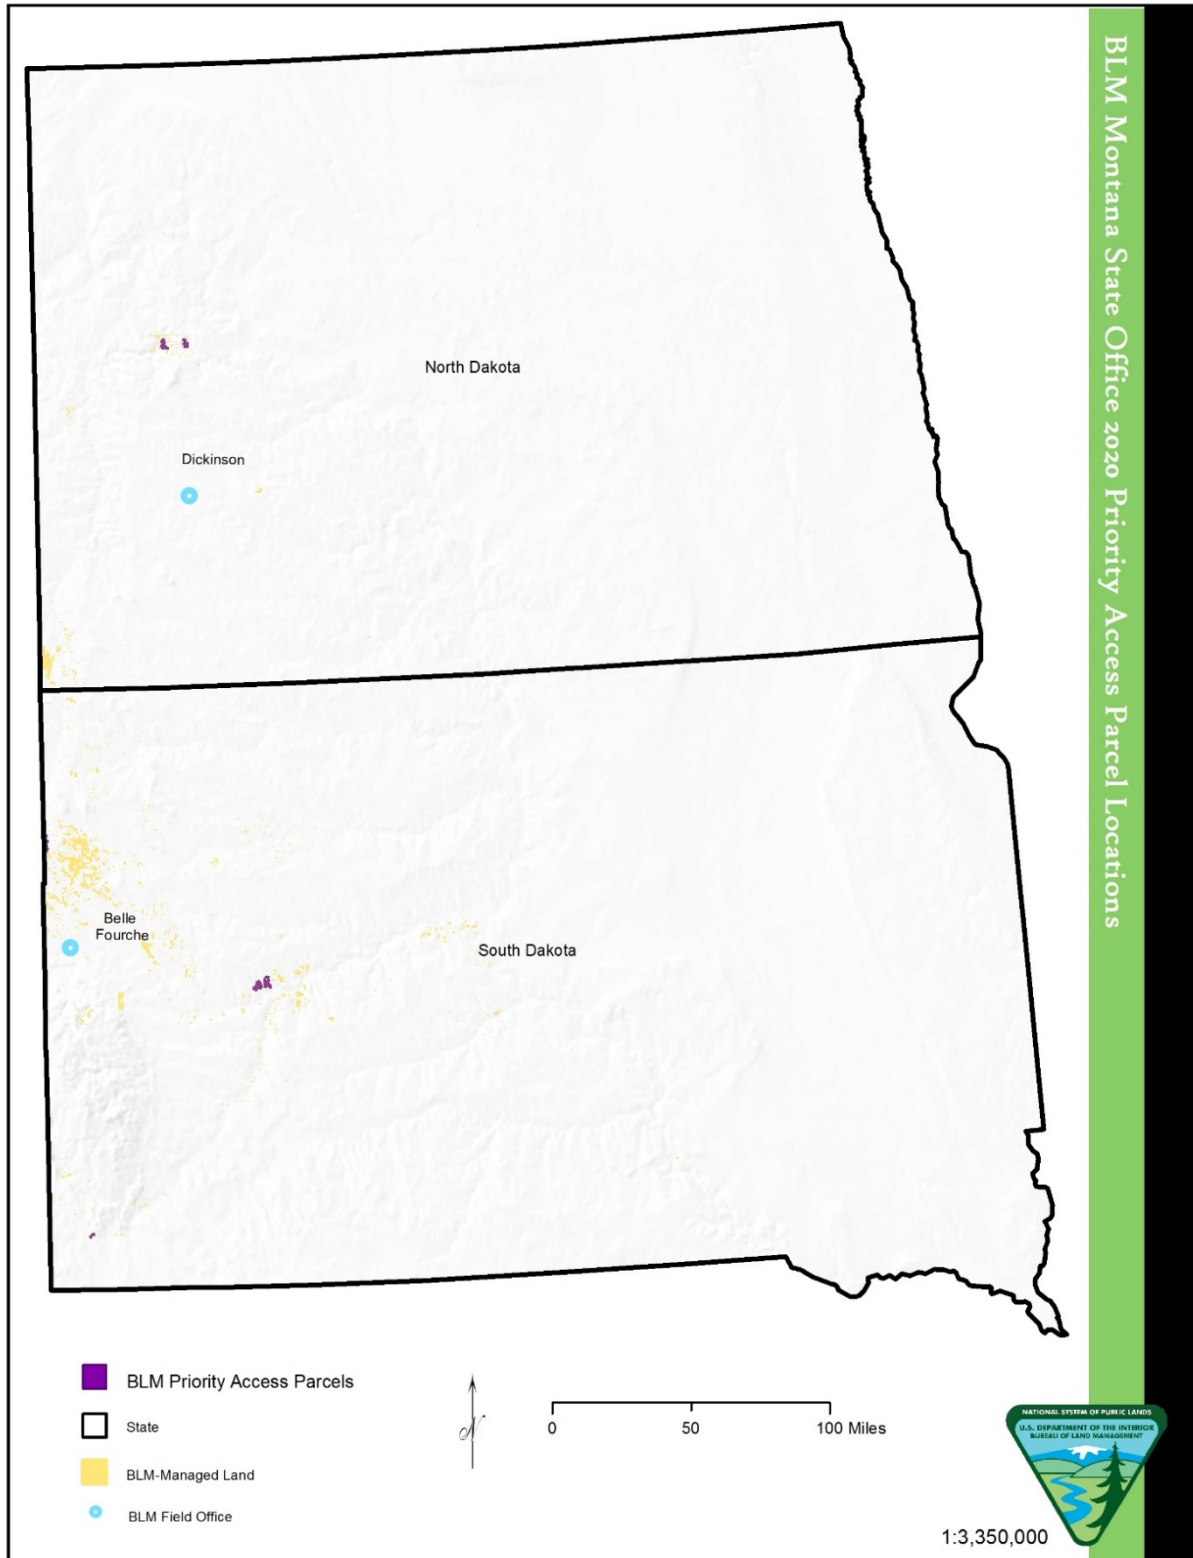 BLM Montana State Office 2020 Priority Access Parcel Locations
North Dakota
Dickinson
Belle
Fourche
South Dakota
BLM Priority Access Parcels
State
BLM-Managed Land
BLM Field Office
N
0 50 100 Miles
NATIONAL SYSTEM OF PUBLIC LANDS
U.S. DEPARTMENT OF THE INTERIOR
BUREAU OF LAND MANAGEMENT
1:3,350,000